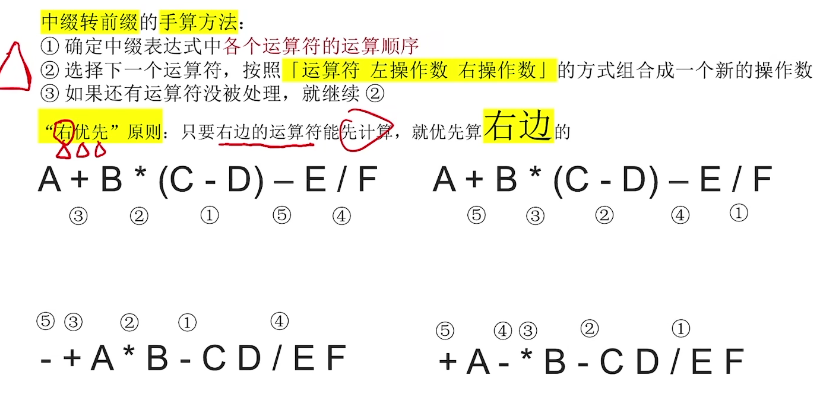 中缀转前缀的手算方法：
① 确定中缀表达式中各个运算符的运算顺序
② 选择下一个运算符，按照「运算符 左操作数 右操作数」的方式组合成一个新的操作数
③ 如果还有运算符没被处理，就继续 ②
“右优先”原则：只要右边的运算符能先计算，就优先算右边的
A + B * (C - D) – E / F
③ ② ① ⑤ ④
A + B * (C - D) – E / F
⑤ ③ ② ④ ①
⑤ ③ ② ① ④
- + A * B - C D / E F
⑤ ④ ③ ② ①
+ A - * B - C D / E F